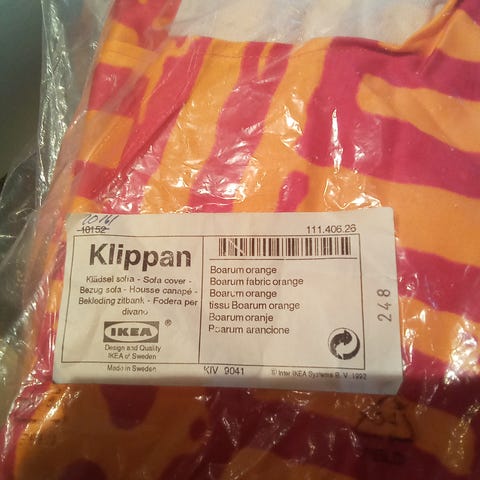 20161
10152
Klippan
Klädsel soffa - Sofa cover -
Bezug sofa - Housse canapé -
Bekleding zitbank - Fodera per
divano
IKEA ®
Design and Quality
IKEA of Sweden
Made in Sweden
111.406.26
Boarum orange
Boarum fabric orange
Boarum orange
tissu Boarum orange
Boarum oranje
Boarum arancione
248
KIV 9041
© Inter IKEA Systems B.V. 1992